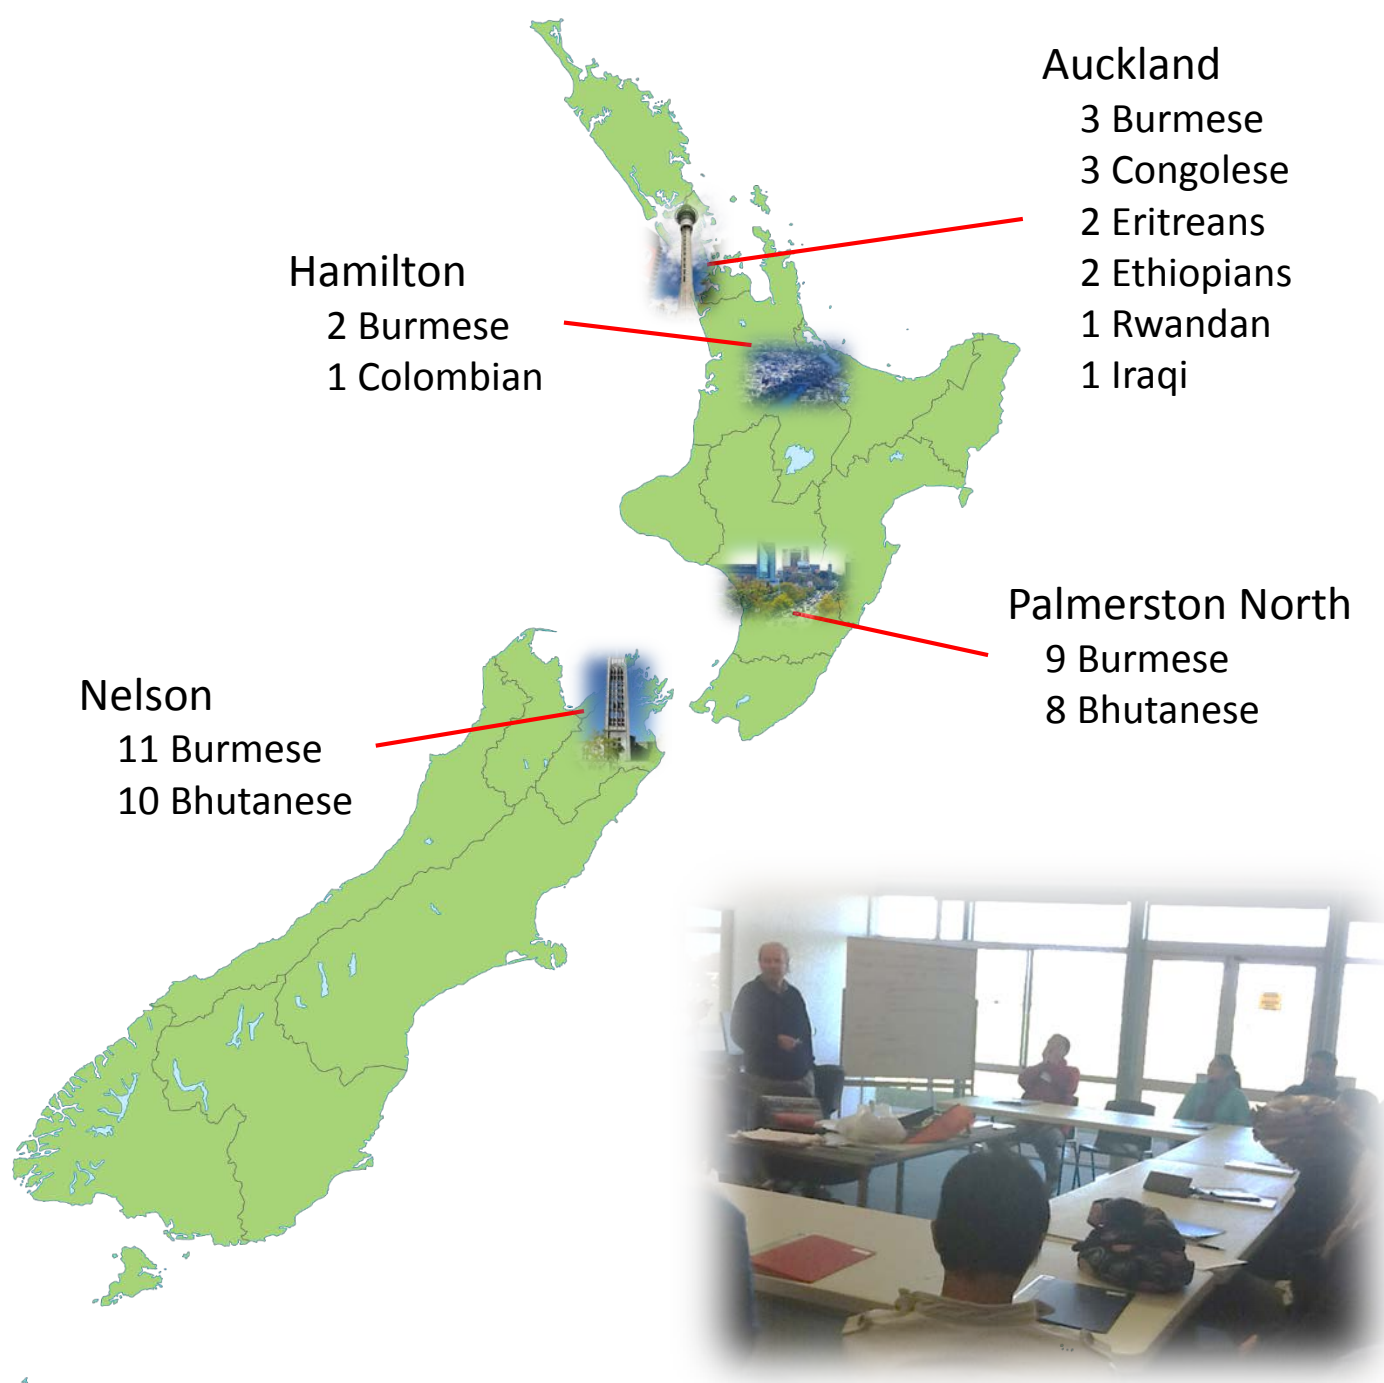 Auckland
3 Burmese
3 Congolese
2 Eritreans
2 Ethiopians
1 Rwandan
1 Iraqi
Hamilton
2 Burmese
1 Colombian
Palmerston North
9 Burmese
8 Bhutanese
Nelson
11 Burmese
10 Bhutanese